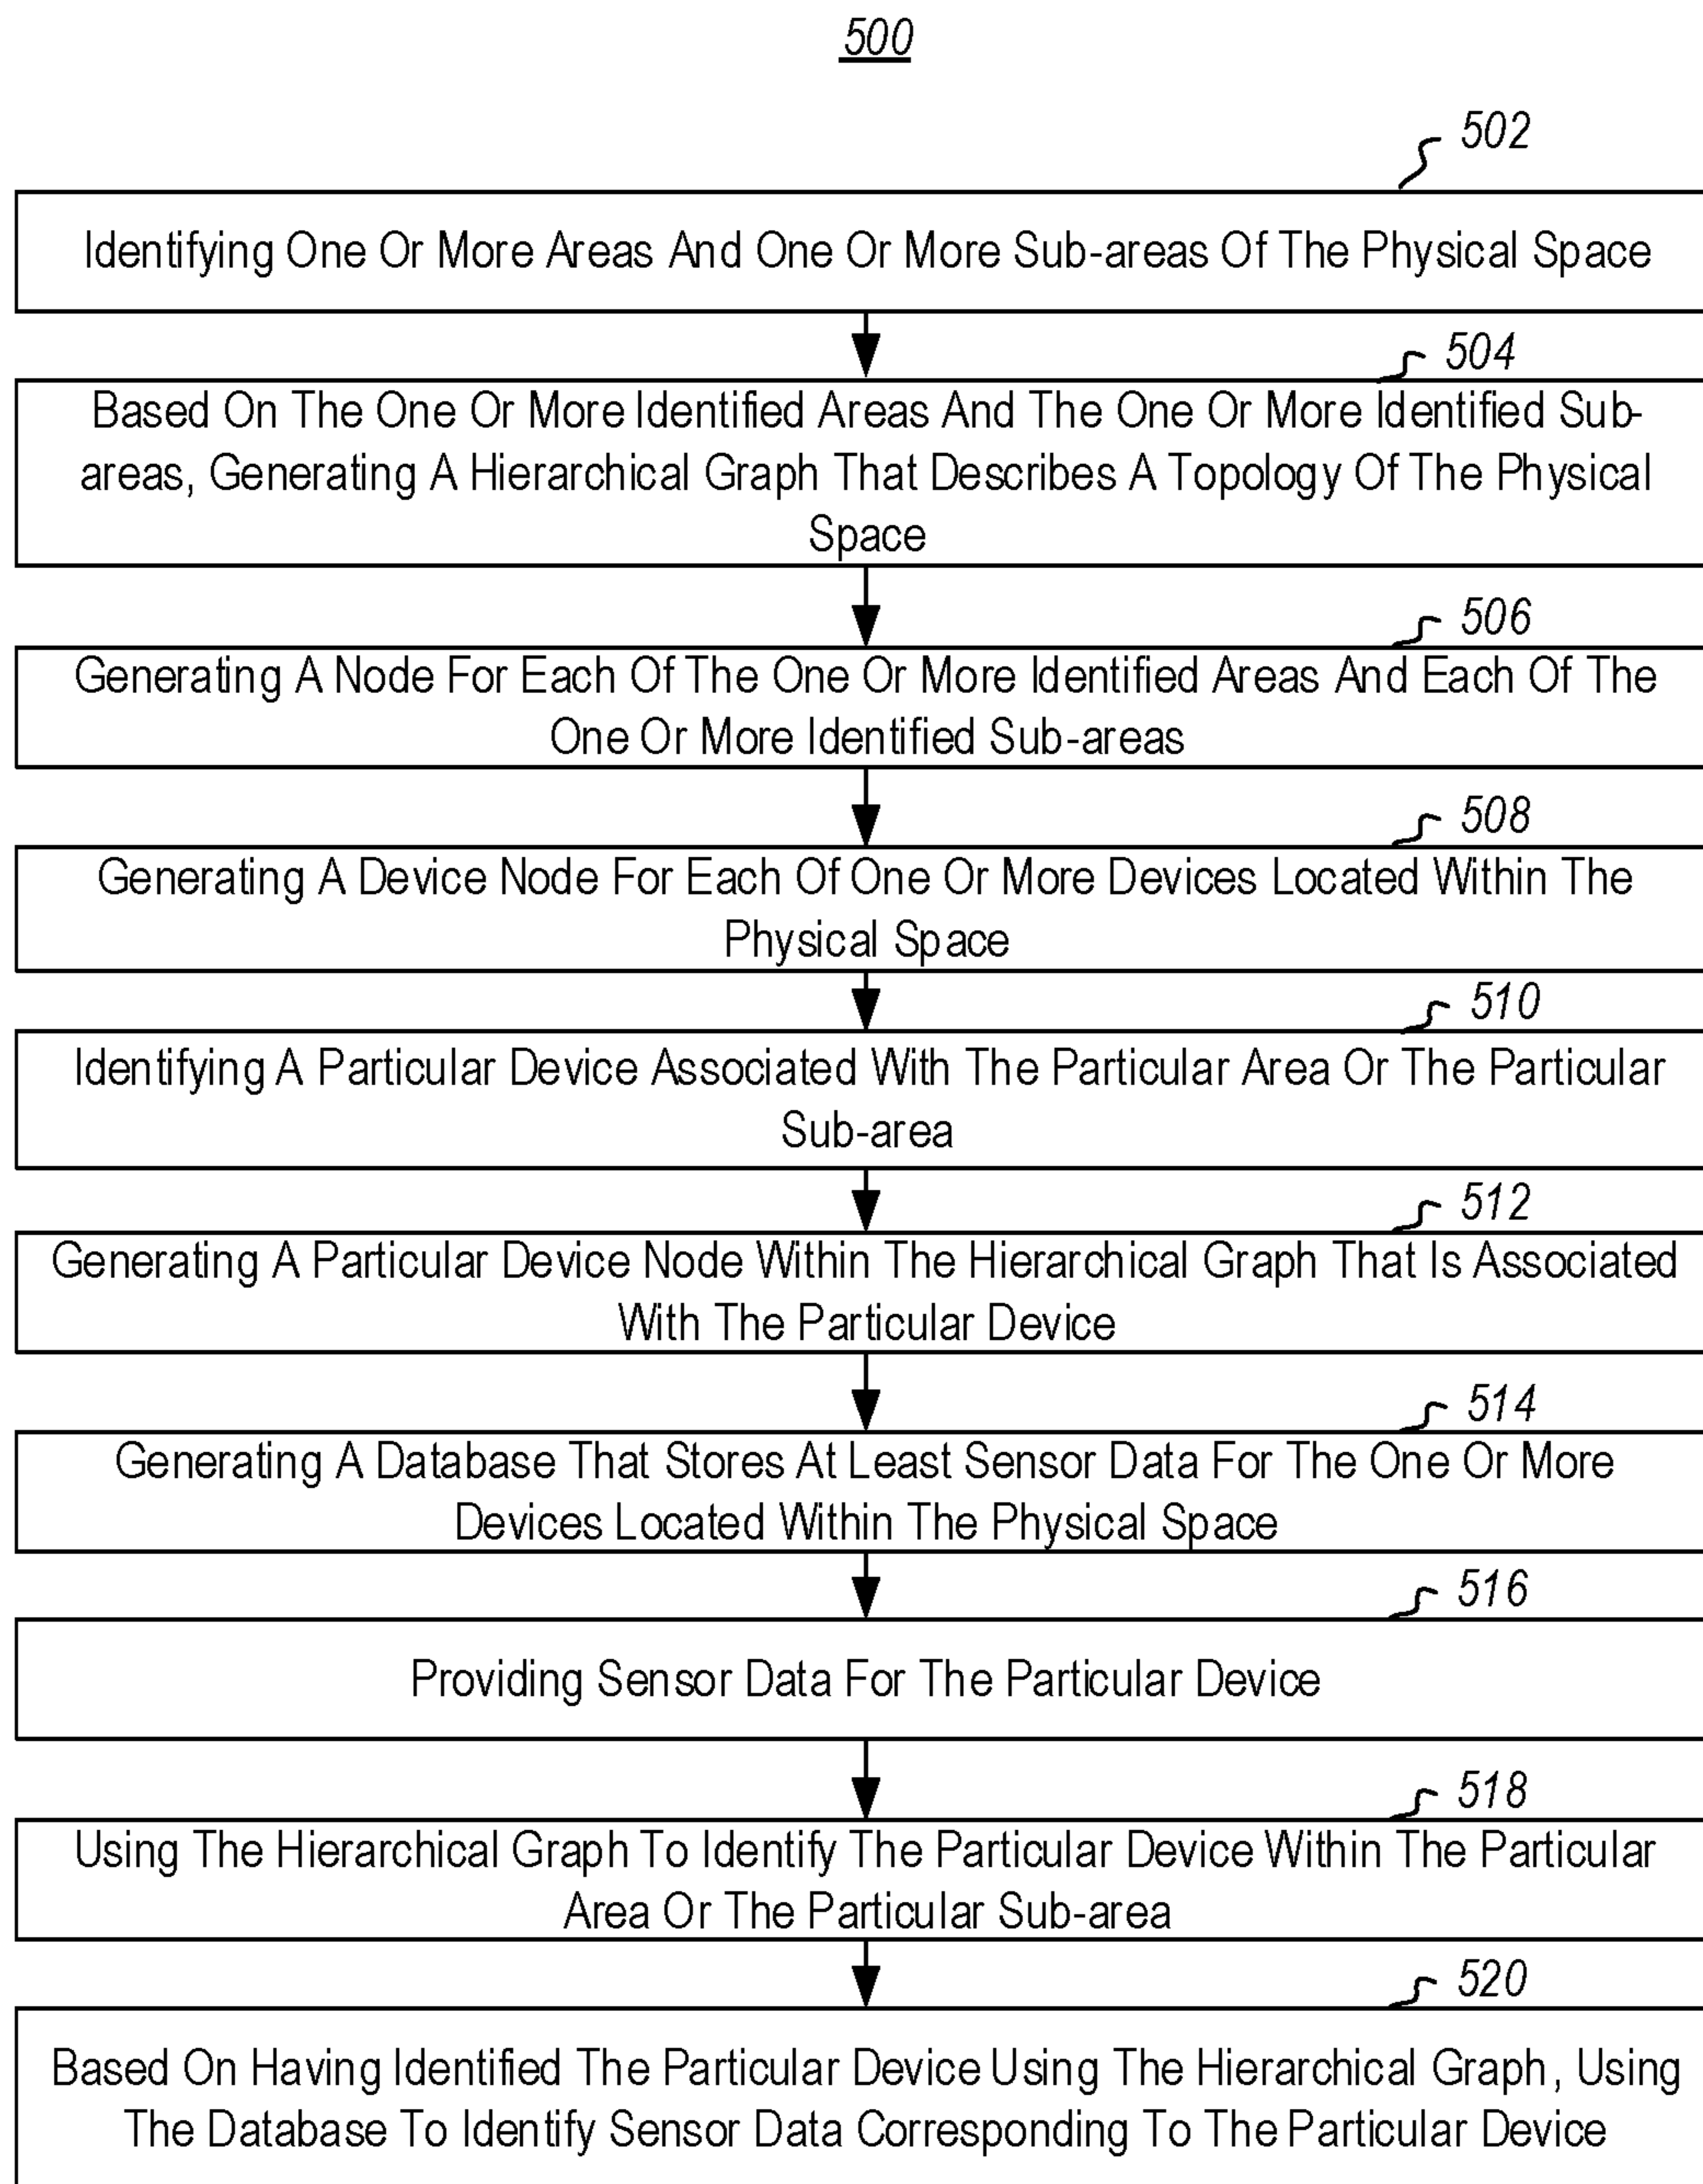 500
502
Identifying One Or More Areas And One Or More Sub-areas Of The Physical Space
504
Based On The One Or More Identified Areas And The One Or More Identified Sub-
areas, Generating A Hierarchical Graph That Describes A Topology Of The Physical
Space
506
Generating A Node For Each Of The One Or More Identified Areas And Each Of The
One Or More Identified Sub-areas
508
Generating A Device Node For Each Of One Or More Devices Located Within The
Physical Space
510
Identifying A Particular Device Associated With The Particular Area Or The Particular
Sub-area
512
Generating A Particular Device Node Within The Hierarchical Graph That Is Associated
With The Particular Device
514
Generating A Database That Stores At Least Sensor Data For The One Or More
Devices Located Within The Physical Space
516
Providing Sensor Data For The Particular Device
518
Using The Hierarchical Graph To Identify The Particular Device Within The Particular
Area Or The Particular Sub-area
520
Based On Having Identified The Particular Device Using The Hierarchical Graph, Using
The Database To Identify Sensor Data Corresponding To The Particular Device